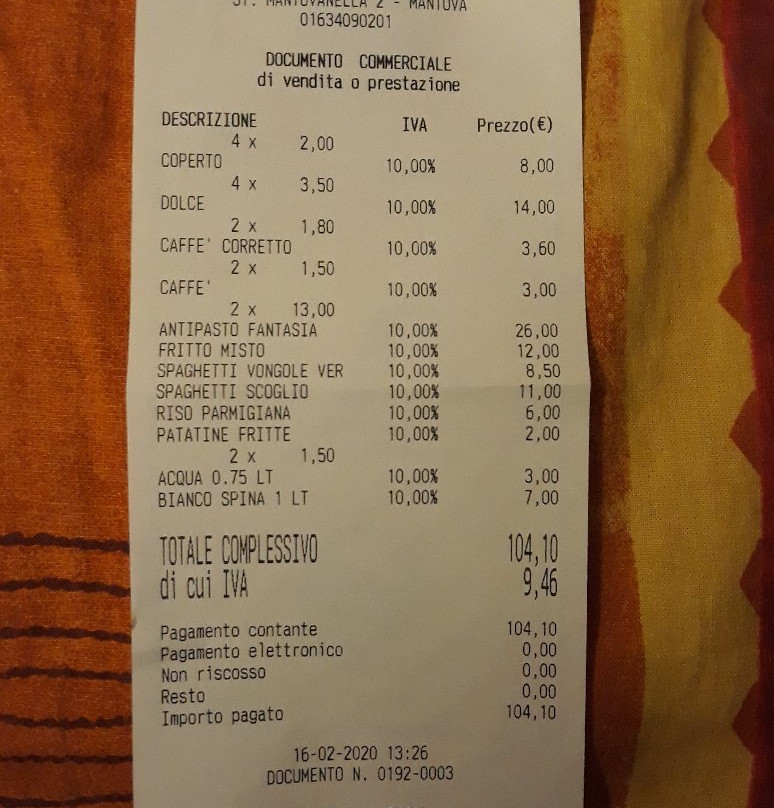 ST. MANTOVANELLA 2 - MANTOVA
01634090201
DOCUMENTO COMMERCIALE
di vendita o prestazione
DESCRIZIONE IVA Prezzo(€)
4 x 2,00
COPERTO 10,00% 8,00
4 x 3,50
DOLCE 10,00% 14,00
2 x 1,80
CAFFE' CORRETTO 10,00% 3,60
2 x 1,50
CAFFE' 10,00% 3,00
2 x 13,00
ANTIPASTO FANTASIA 10,00% 26,00
FRITTO MISTO 10,00% 12,00
SPAGHETTI VONGOLE VER 10,00% 8,50
SPAGHETTI SCOGLIO 10,00% 11,00
RISO PARMIGIANA 10,00% 6,00
PATATINE FRITTE 10,00% 2,00
2 x 1,50
ACQUA 0.75 LT 10,00% 3,00
BIANCO SPINA 1 LT 10,00% 7,00
TOTALE COMPLESSIVO 104,10
di cui IVA 9,46
Pagamento contante 104,10
Pagamento elettronico 0,00
Non riscosso 0,00
Resto 0,00
Importo pagato 104,10
16-02-2020 13:26
DOCUMENTO N. 0192-0003